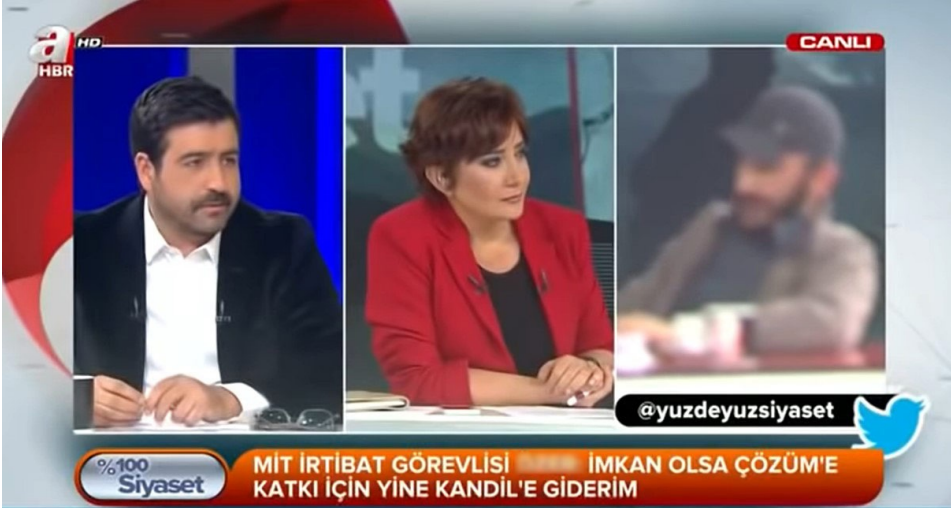 a
HD
HBR
CANLI
@yuzdeyuzsiyaset
%100
Siyaset
MİT İRTİBAT GÖREVLİSİ İMKAN OLSA ÇÖZÜM'E
KATKI İÇİN YİNE KANDİL'E GİDERİM